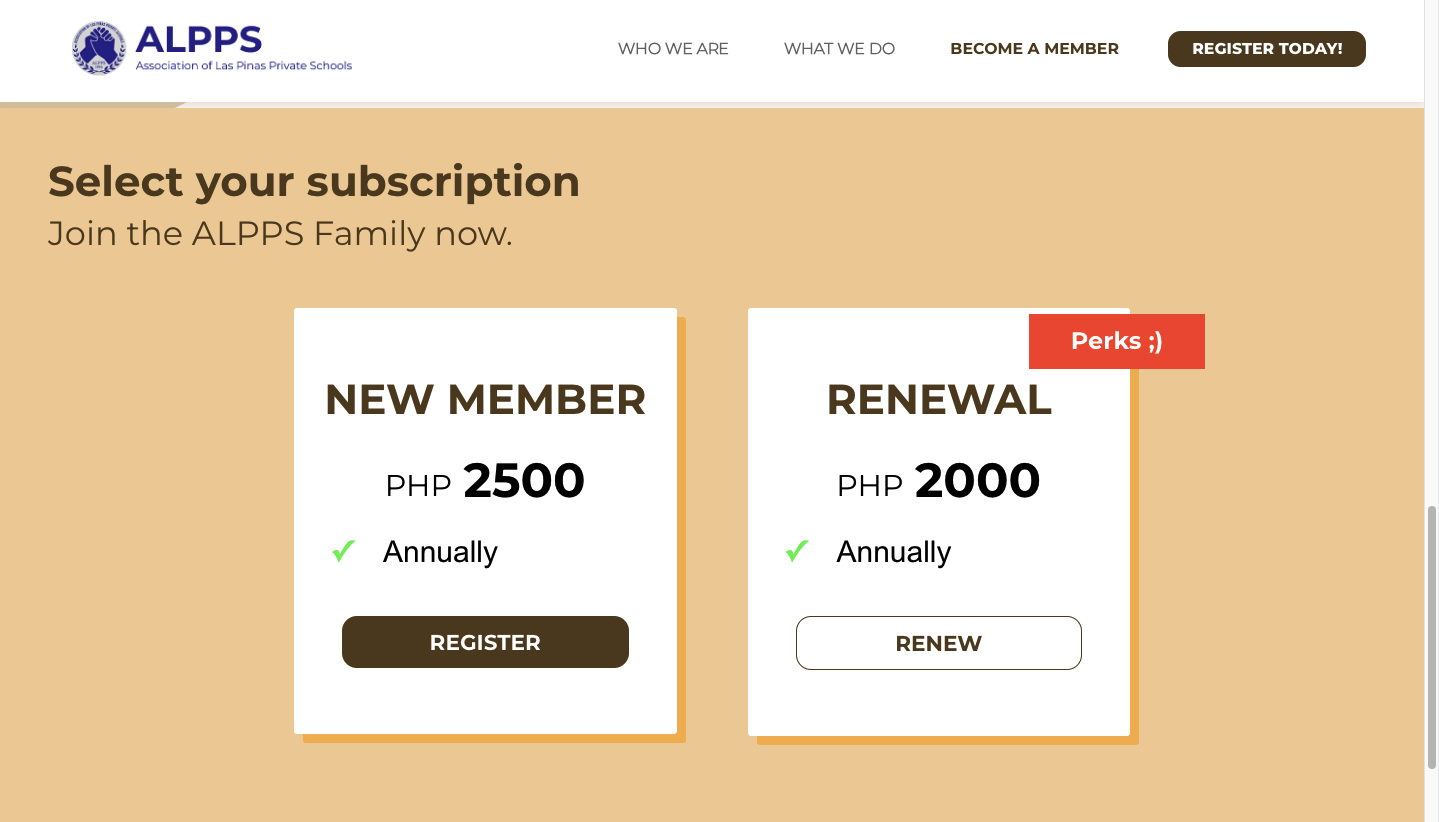 ALPPS
Association of Las Pinas Private Schools
WHO WE ARE
WHAT WE DO
BECOME A MEMBER
REGISTER TODAY!
Select your subscription
Join the ALPPS Family now.
NEW MEMBER
PHP 2500
✓ Annually
REGISTER
Perks ;)
RENEWAL
PHP 2000
✓ Annually
RENEW